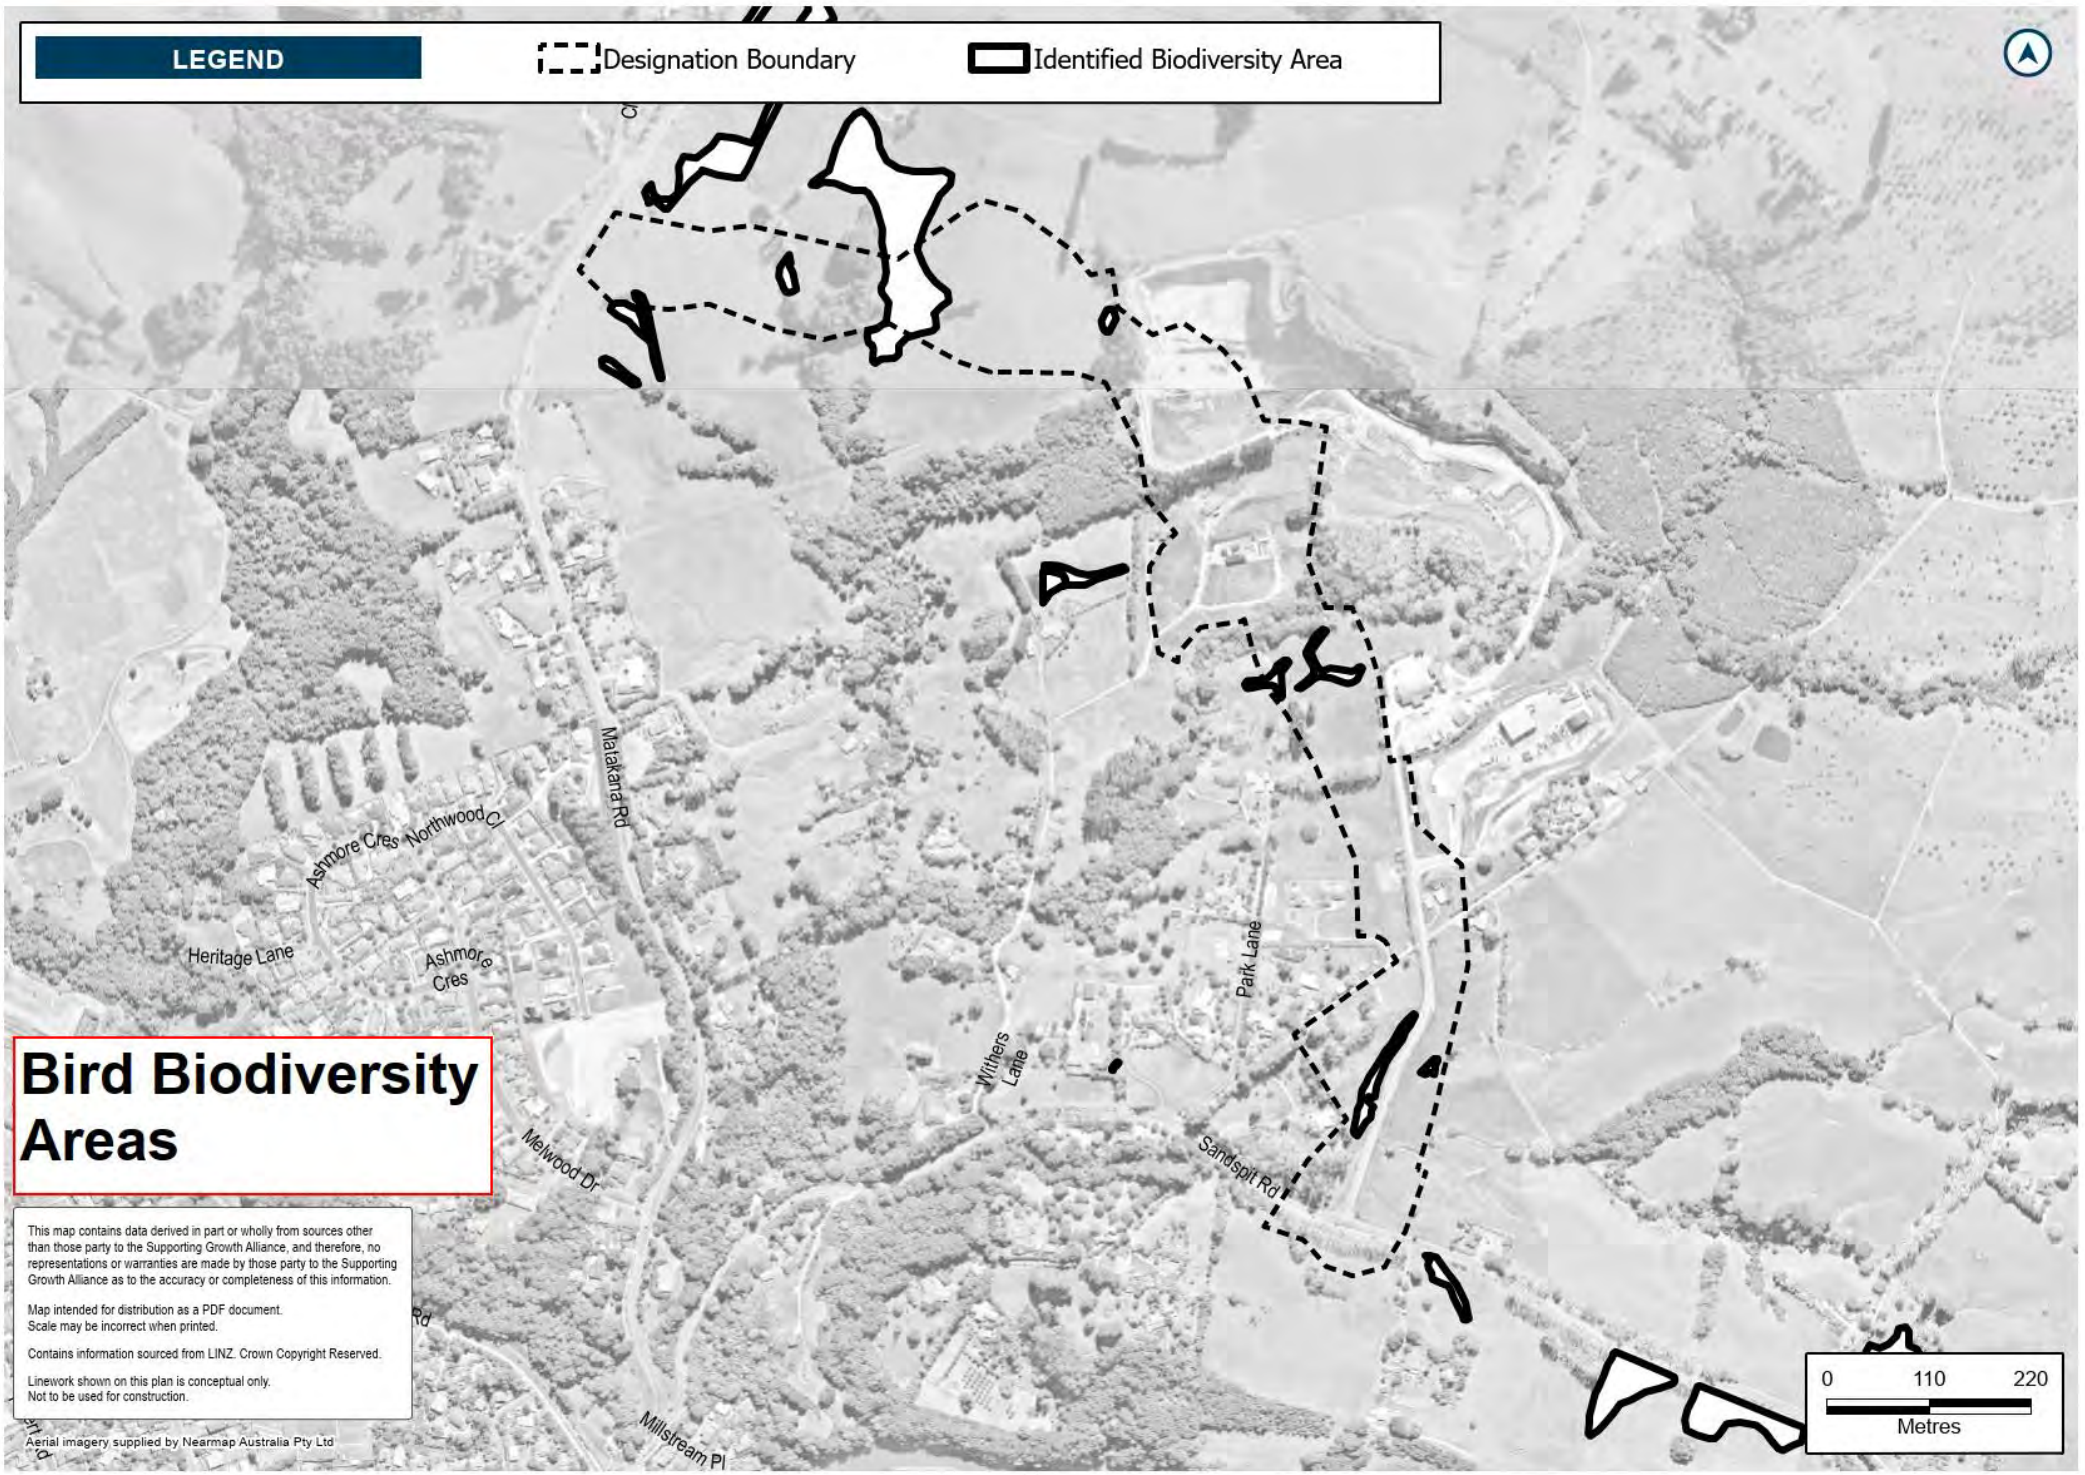 LEGEND
Designation Boundary
Identified Biodiversity Area
Matakana Rd
Northwood Cl
Ashmore Cres
Heritage Lane
Ashmore
Cres
Park Lane
Withers
Lane
Bird Biodiversity
Areas
Melwood Dr
Sandspit Rd
This map contains data derived in part or wholly from sources other
than those party to the Supporting Growth Alliance, and therefore, no
representations or warranties are made by those party to the Supporting
Growth Alliance as to the accuracy or completeness of this information.
Map intended for distribution as a PDF document.
Scale may be incorrect when printed.
Contains information sourced from LINZ. Crown Copyright Reserved.
Linework shown on this plan is conceptual only.
Not to be used for construction.
Rd
0 110 220
Metres
Millstream Pl
Aerial imagery supplied by Nearmap Australia Pty Ltd